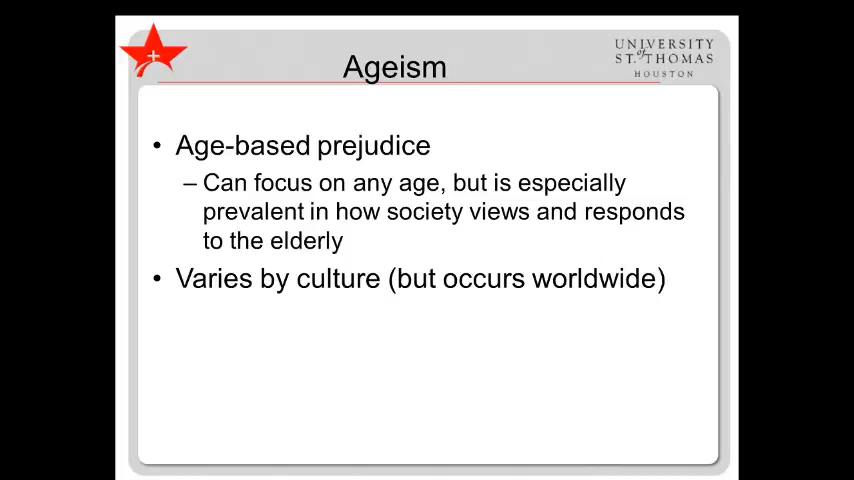 UNIVERSITY
of
ST. THOMAS
HOUSTON
Ageism
• Age-based prejudice
– Can focus on any age, but is especially
prevalent in how society views and responds
to the elderly
• Varies by culture (but occurs worldwide)